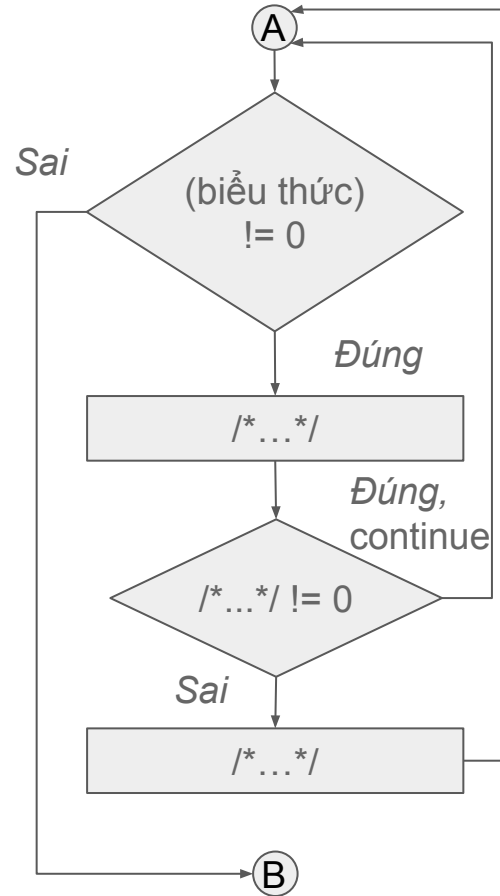 A
Sai
(biểu thức)
!= 0
Đúng
/*…*/
Đúng,
continue
/*...*/ != 0
Sai
/*…*/
B